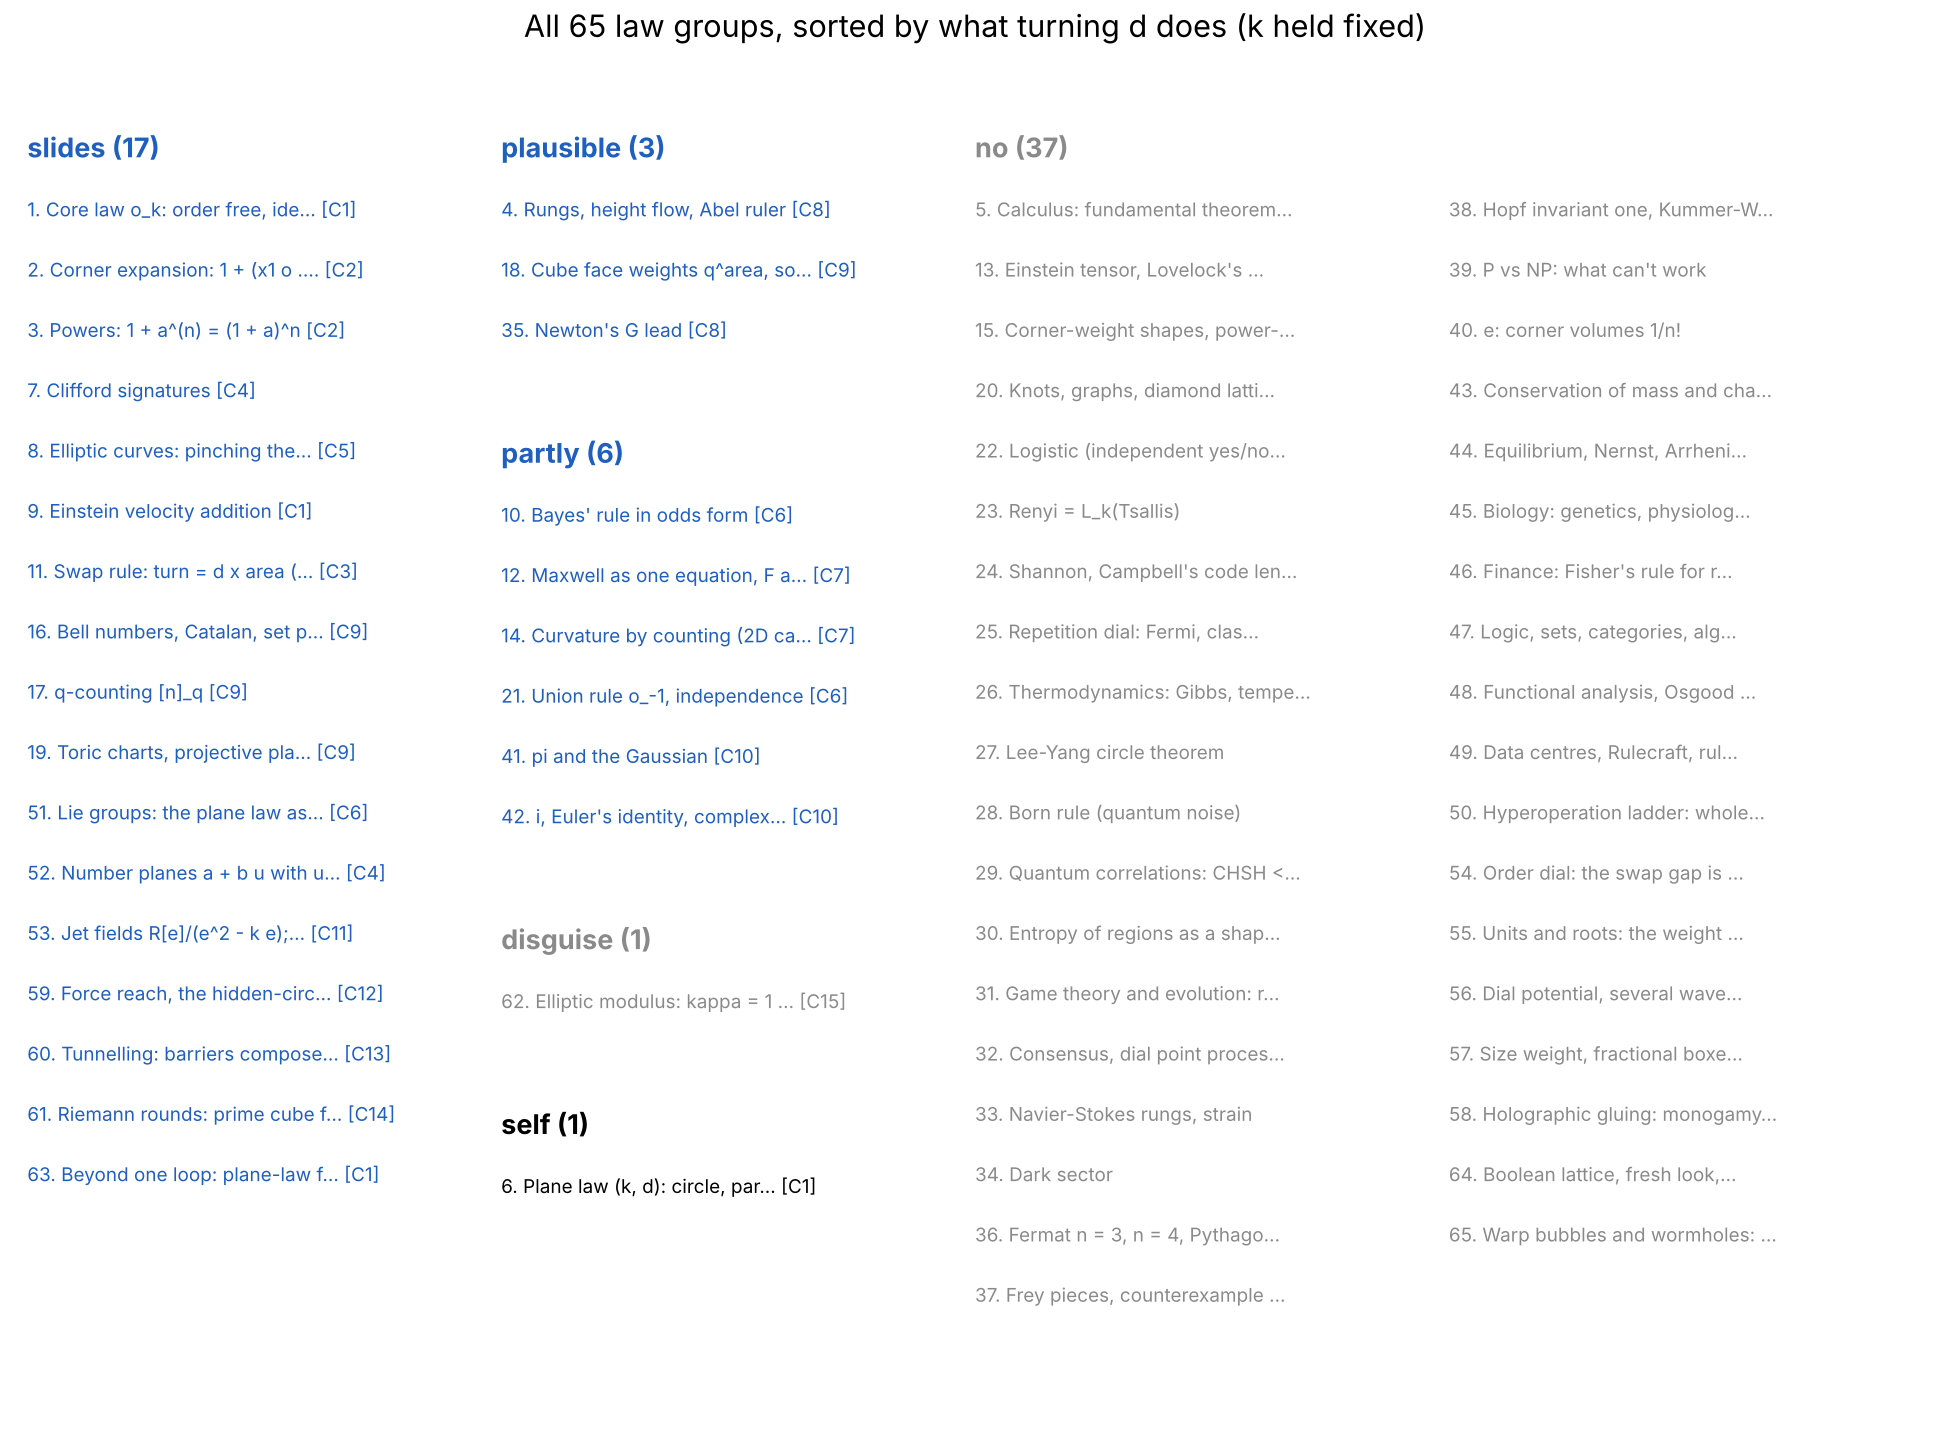 All 65 law groups, sorted by what turning d does (k held fixed)
slides (17)
1. Core law o_k: order free, ide... [C1]
2. Corner expansion: 1 + (x1 o .... [C2]
3. Powers: 1 + a^(n) = (1 + a)^n [C2]
7. Clifford signatures [C4]
8. Elliptic curves: pinching the... [C5]
9. Einstein velocity addition [C1]
11. Swap rule: turn = d x area (... [C3]
16. Bell numbers, Catalan, set p... [C9]
17. q-counting [n]_q [C9]
19. Toric charts, projective pla... [C9]
51. Lie groups: the plane law as... [C6]
52. Number planes a + b u with u... [C4]
53. Jet fields R[e]/(e^2 - k e);... [C11]
59. Force reach, the hidden-circ... [C12]
60. Tunnelling: barriers compose... [C13]
61. Riemann rounds: prime cube f... [C14]
63. Beyond one loop: plane-law f... [C1]
plausible (3)
4. Rungs, height flow, Abel ruler [C8]
18. Cube face weights q^area, so... [C9]
35. Newton's G lead [C8]
partly (6)
10. Bayes' rule in odds form [C6]
12. Maxwell as one equation, F a... [C7]
14. Curvature by counting (2D ca... [C7]
21. Union rule o_-1, independence [C6]
41. pi and the Gaussian [C10]
42. i, Euler's identity, complex... [C10]
disguise (1)
62. Elliptic modulus: kappa = 1 ... [C15]
self (1)
6. Plane law (k, d): circle, par... [C1]
no (37)
5. Calculus: fundamental theorem...
13. Einstein tensor, Lovelock's ...
15. Corner-weight shapes, power-...
20. Knots, graphs, diamond latti...
22. Logistic (independent yes/no...
23. Renyi = L_k(Tsallis)
24. Shannon, Campbell's code len...
25. Repetition dial: Fermi, clas...
26. Thermodynamics: Gibbs, tempe...
27. Lee-Yang circle theorem
28. Born rule (quantum noise)
29. Quantum correlations: CHSH <...
30. Entropy of regions as a shap...
31. Game theory and evolution: r...
32. Consensus, dial point proces...
33. Navier-Stokes rungs, strain
34. Dark sector
36. Fermat n = 3, n = 4, Pythago...
37. Frey pieces, counterexample ...
38. Hopf invariant one, Kummer-W...
39. P vs NP: what can't work
40. e: corner volumes 1/n!
43. Conservation of mass and cha...
44. Equilibrium, Nernst, Arrheni...
45. Biology: genetics, physiolog...
46. Finance: Fisher's rule for r...
47. Logic, sets, categories, alg...
48. Functional analysis, Osgood ...
49. Data centres, Rulecraft, rul...
50. Hyperoperation ladder: whole...
54. Order dial: the swap gap is ...
55. Units and roots: the weight ...
56. Dial potential, several wave...
57. Size weight, fractional boxe...
58. Holographic gluing: monogamy...
64. Boolean lattice, fresh look,...
65. Warp bubbles and wormholes: ...